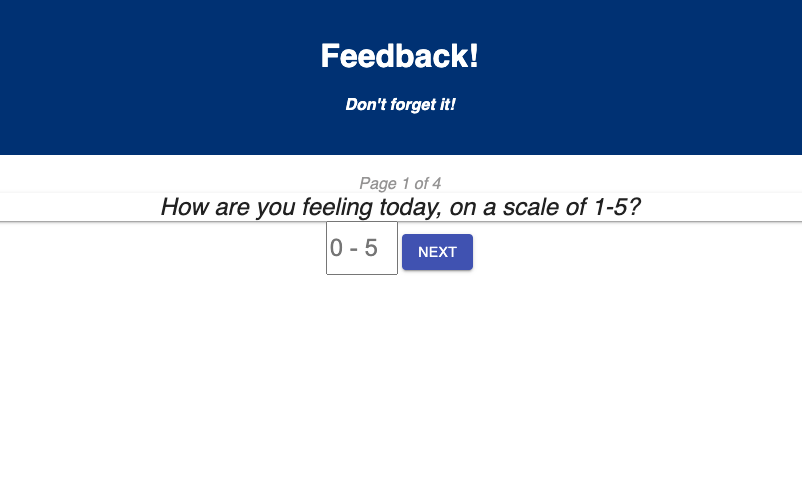 Feedback!
Don't forget it!
Page 1 of 4
How are you feeling today, on a scale of 1-5?
0 - 5 NEXT